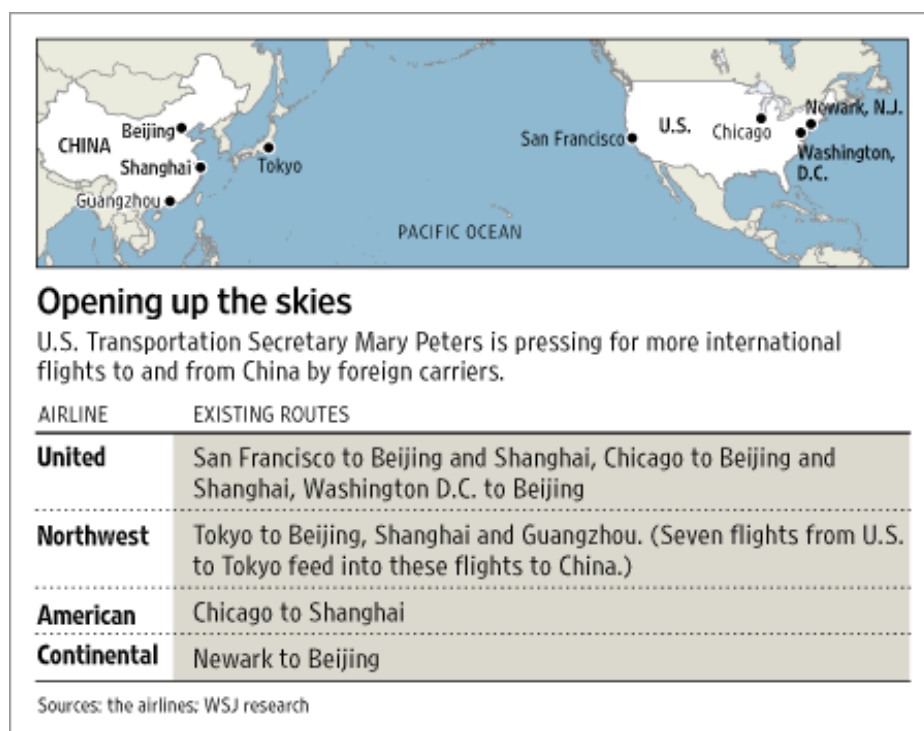 CHINA
Beijing
Shanghai
Guangzhou
Tokyo
PACIFIC OCEAN
San Francisco
U.S.
Chicago
Newark, N.J.
Washington,
D.C.
Opening up the skies
U.S. Transportation Secretary Mary Peters is pressing for more international
flights to and from China by foreign carriers.
AIRLINE EXISTING ROUTES
United San Francisco to Beijing and Shanghai, Chicago to Beijing and
Shanghai, Washington D.C. to Beijing
Northwest Tokyo to Beijing, Shanghai and Guangzhou. (Seven flights from U.S.
to Tokyo feed into these flights to China.)
American Chicago to Shanghai
Continental Newark to Beijing
Sources: the airlines; WSJ research